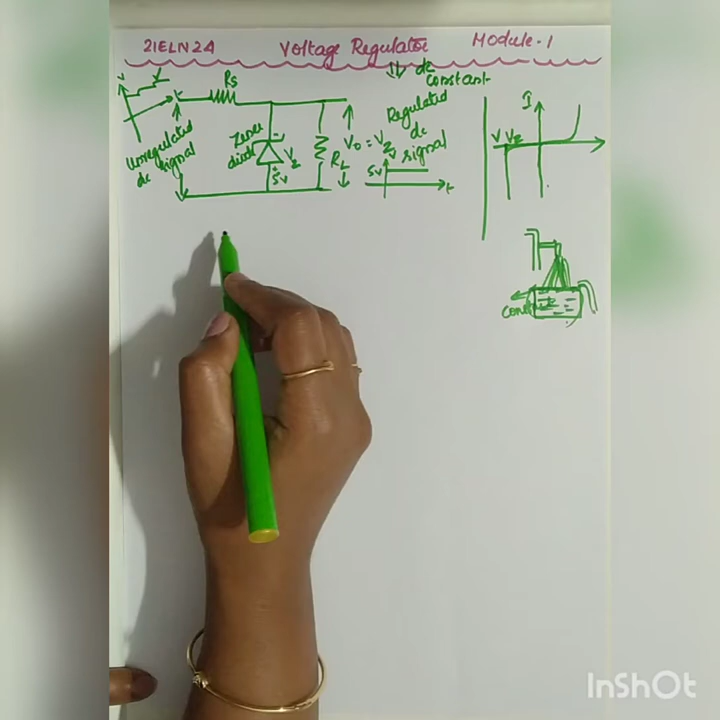 21ELN24 Voltage Regulator Module-1
dc
constant
V
t
Rs
Unregulated
dc signal
Zener
diode
- Vz
+
5V
RL
Vo = Vz
Regulated
dc
signal
V
5V
t
I
V Vz
InShOt